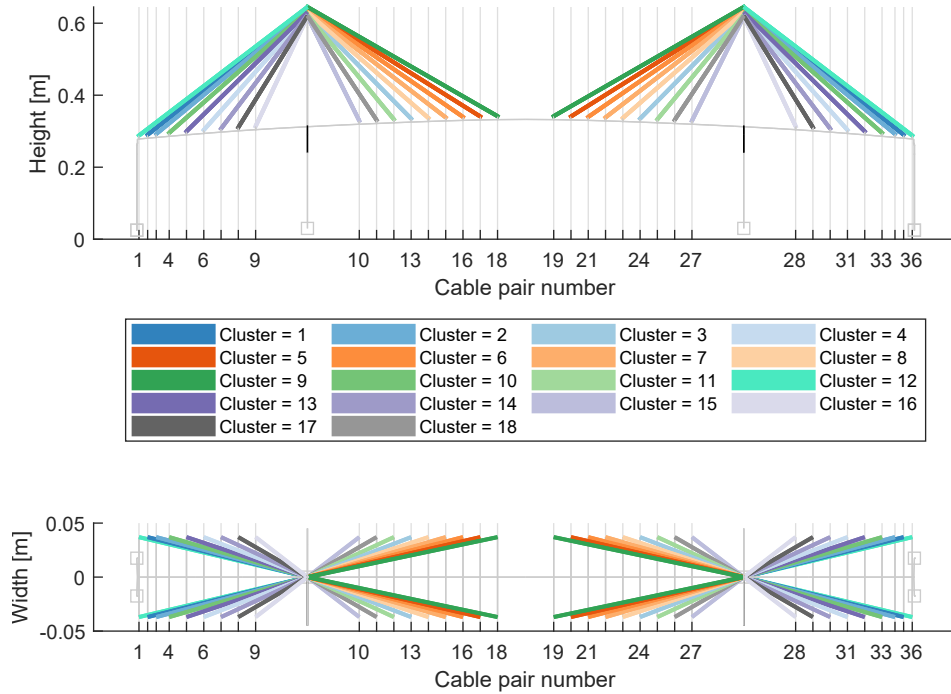 0.6
0.4
0.2
0
Height [m]
1 4 6 9 10 13 16 18 19 21 24 27 28 31 33 36
Cable pair number
Cluster = 1 Cluster = 2 Cluster = 3 Cluster = 4
Cluster = 5 Cluster = 6 Cluster = 7 Cluster = 8
Cluster = 9 Cluster = 10 Cluster = 11 Cluster = 12
Cluster = 13 Cluster = 14 Cluster = 15 Cluster = 16
Cluster = 17 Cluster = 18
0.05
0
-0.05
Width [m]
1 4 6 9 10 13 16 18 19 21 24 27 28 31 33 36
Cable pair number